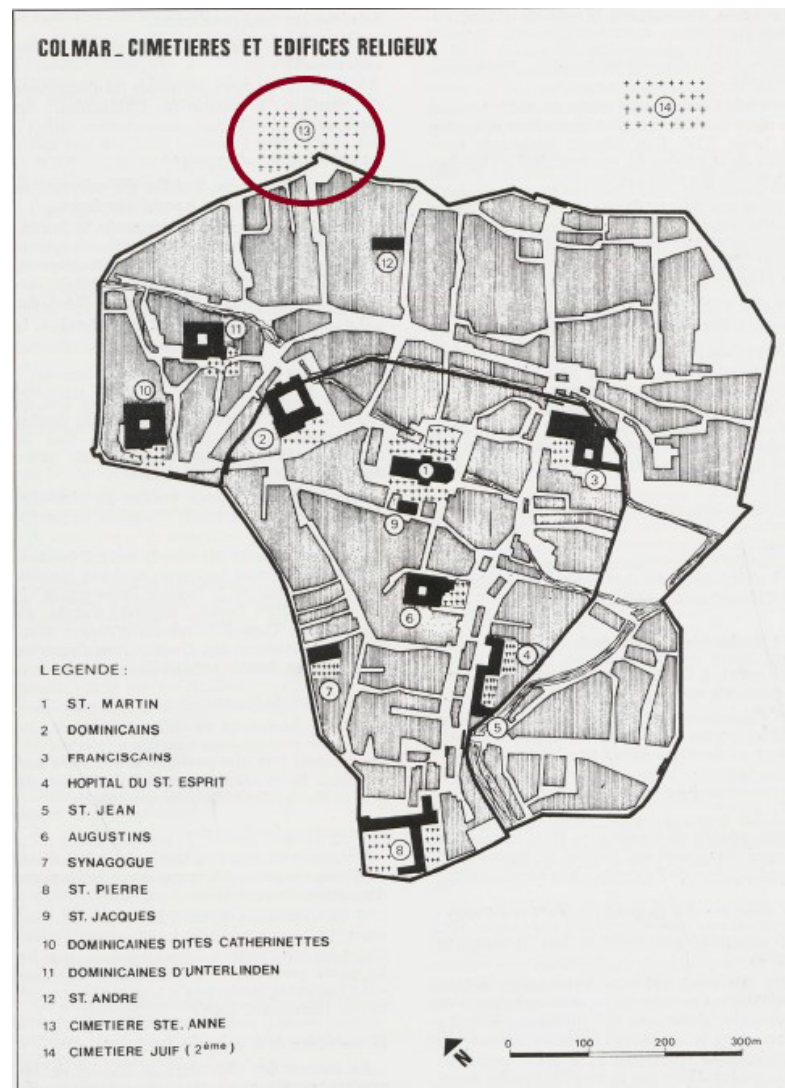 COLMAR_ CIMETIERES ET EDIFICES RELIGEUX
13
14
12
11
10
2
1
3
9
6
4
7
5
8
LEGENDE :
1 ST. MARTIN
2 DOMINICAINS
3 FRANCISCAINS
4 HOPITAL DU ST. ESPRIT
5 ST. JEAN
6 AUGUSTINS
7 SYNAGOGUE
8 ST. PIERRE
9 ST. JACQUES
10 DOMINICAINES DITES CATHERINETTES
11 DOMINICAINES D'UNTERLINDEN
12 ST. ANDRE
13 CIMETIERE STE. ANNE
14 CIMETIERE JUIF ( 2ème )
N
0 100 200 300m